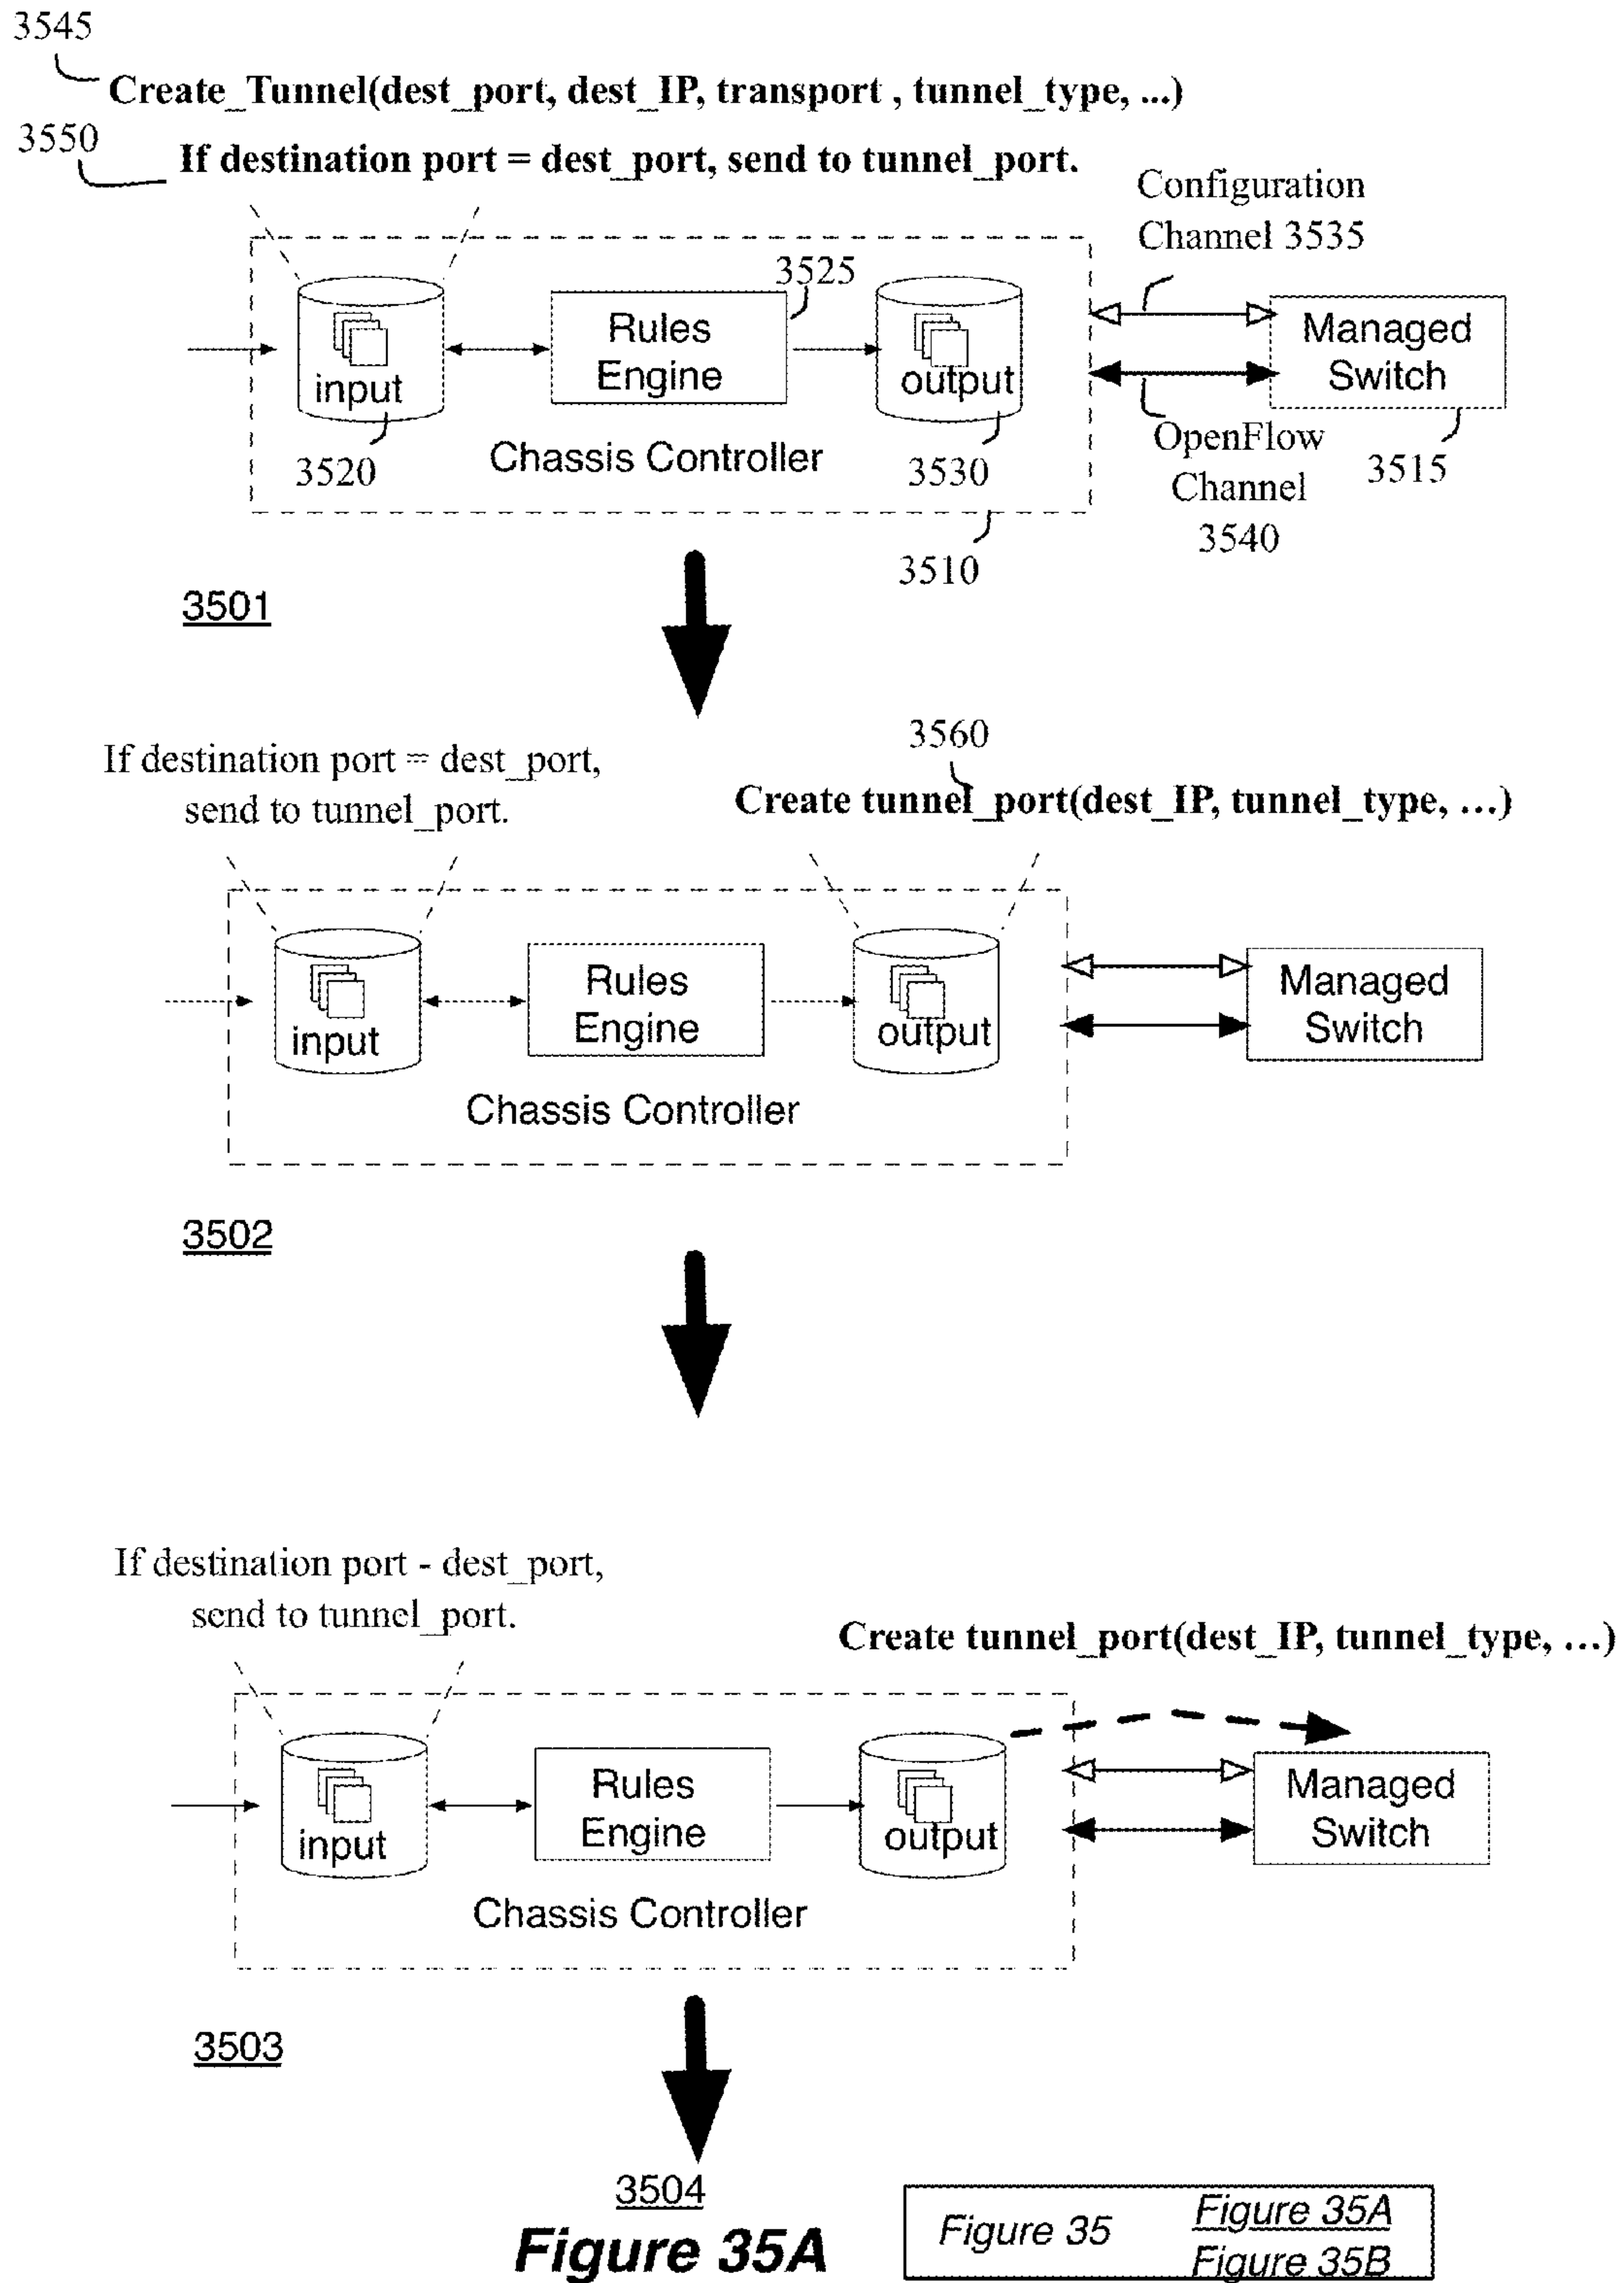 3545
Create_Tunnel(dest_port, dest_IP, transport , tunnel_type, ...)
3550
If destination port = dest_port, send to tunnel_port.
Configuration
Channel 3535
3525
Rules
Engine
input
output
Managed
Switch
Chassis Controller
3520
3530
OpenFlow
Channel
3540
3515
3510
3501
3560
If destination port = dest_port,
send to tunnel_port.
Create tunnel_port(dest_IP, tunnel_type, ...)
Rules
Engine
input
output
Managed
Switch
Chassis Controller
3502
If destination port - dest_port,
send to tunnel_port.
Create tunnel_port(dest_IP, tunnel_type, ...)
Rules
Engine
input
output
Managed
Switch
Chassis Controller
3503
3504
Figure 35A
Figure 35
Figure 35A
Figure 35B